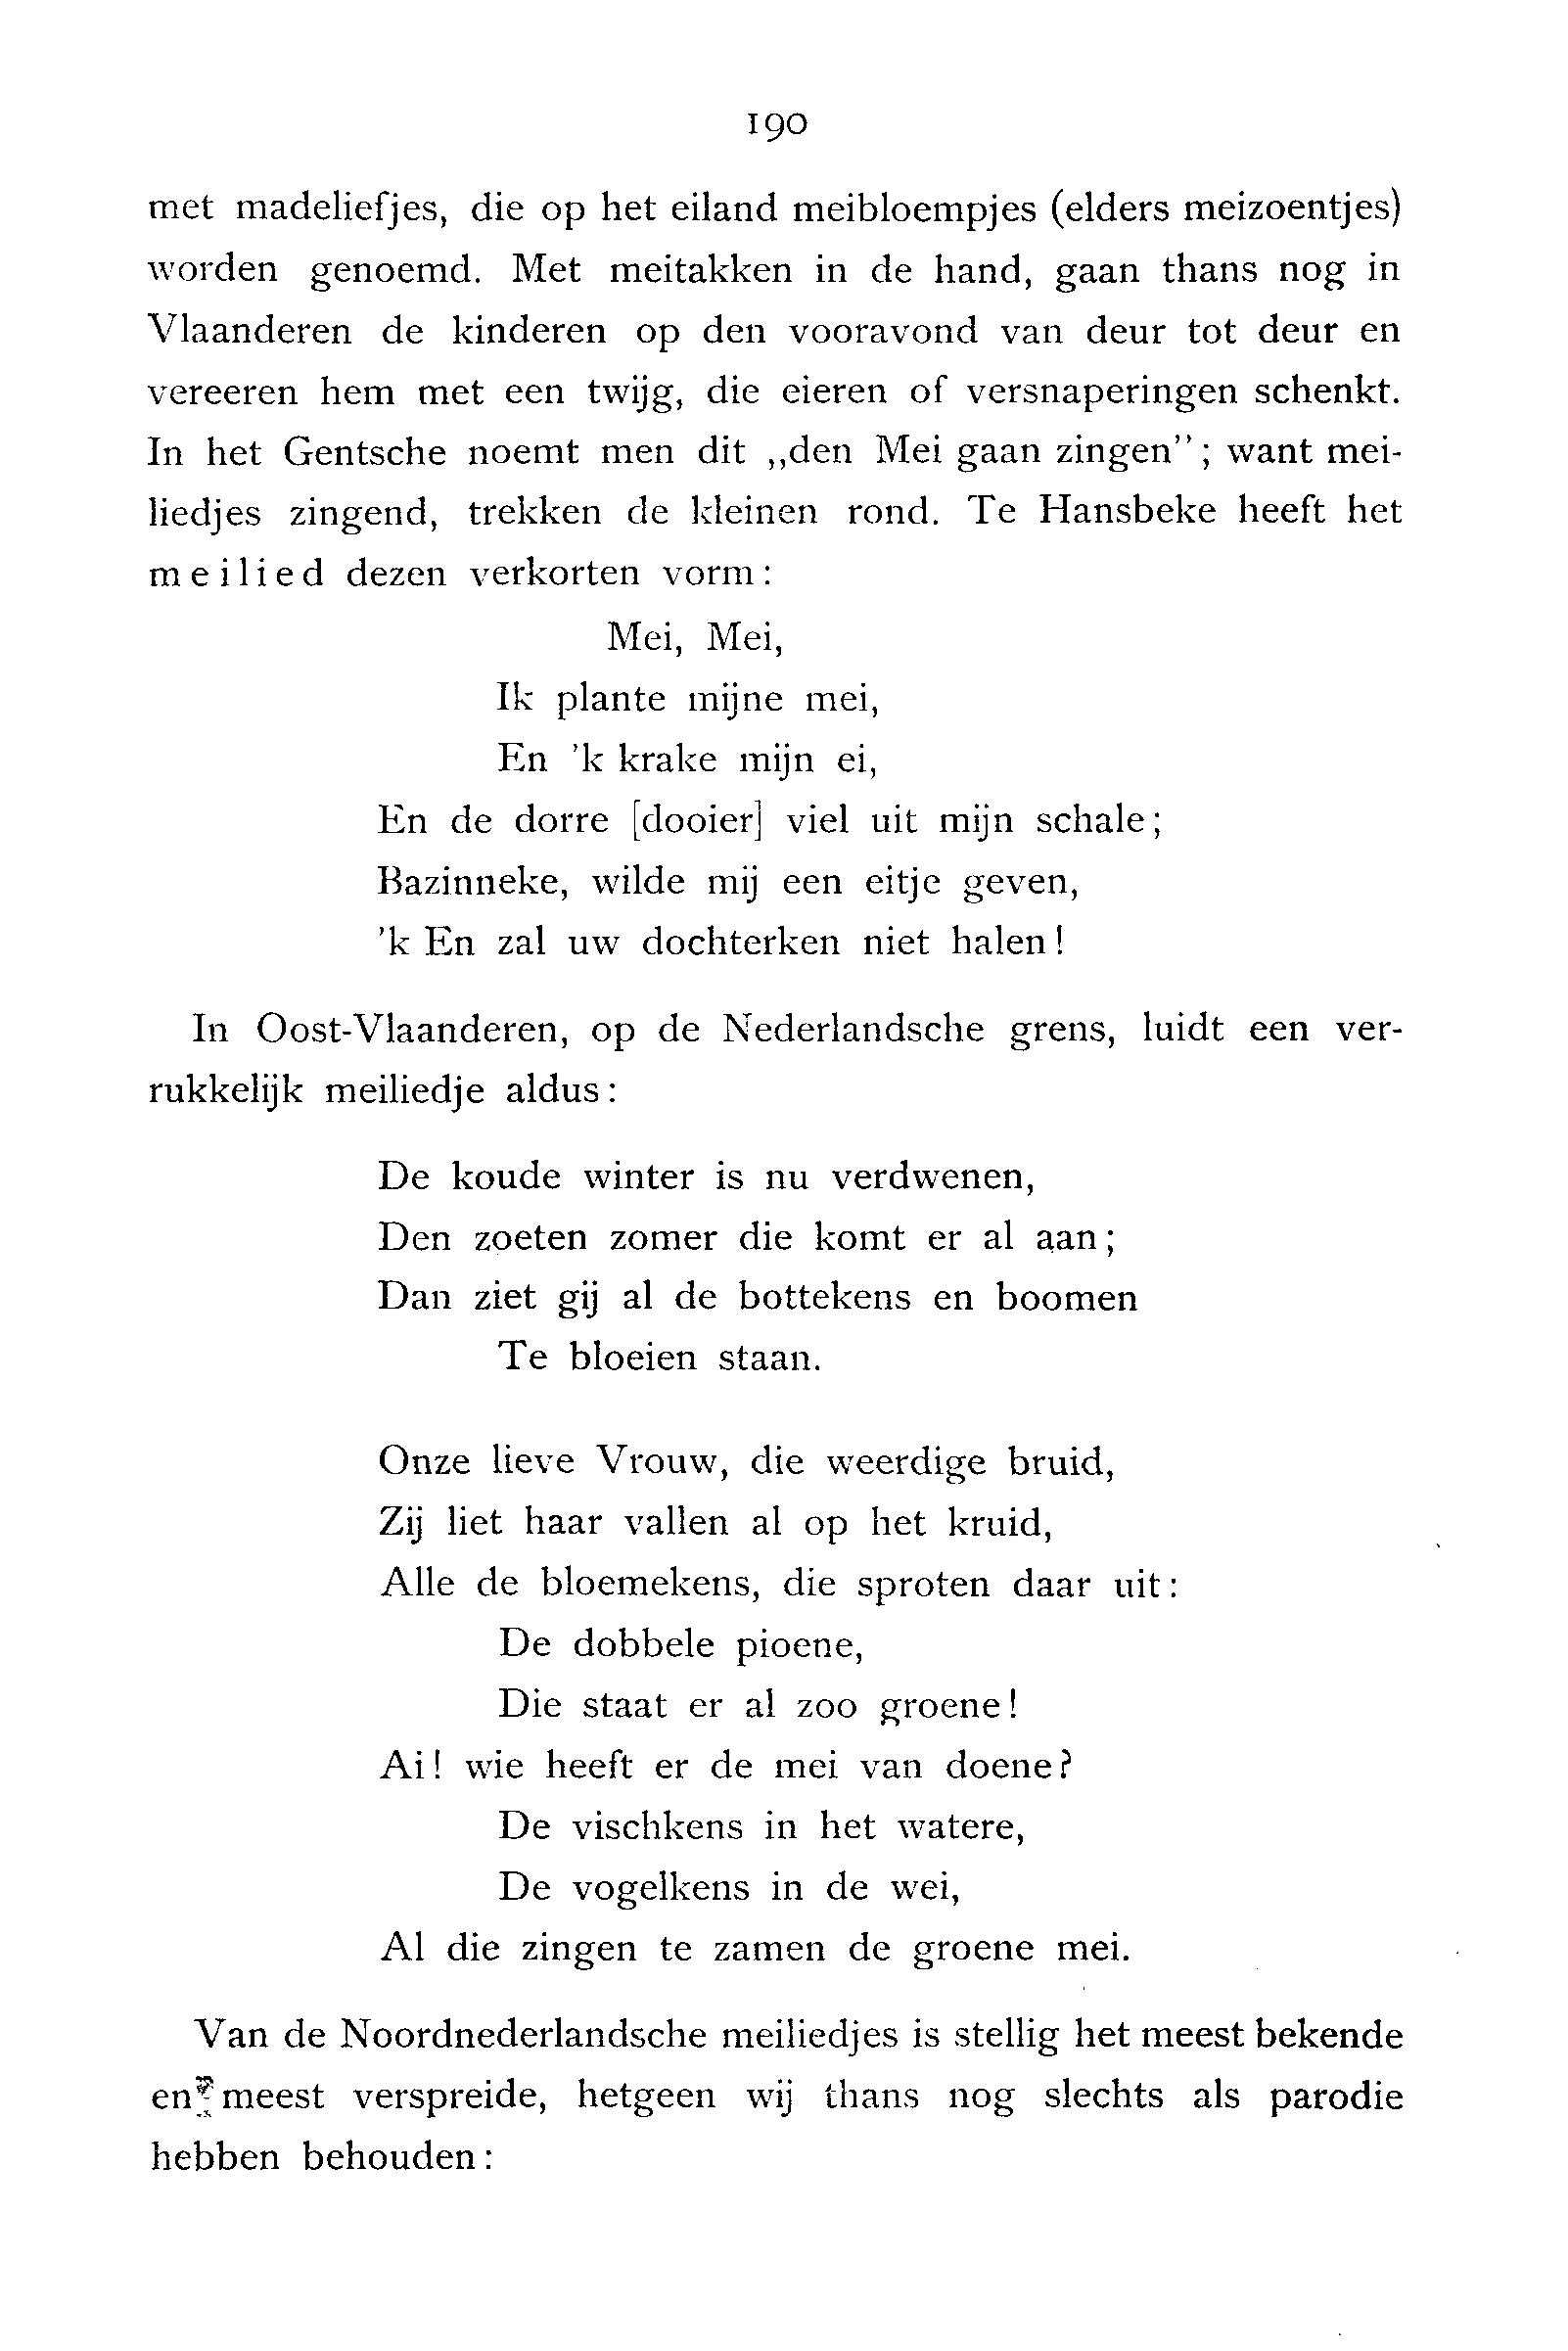 190
met madeliefjes, die op het eiland meibloempjes (elders meizoentjes)
worden genoemd. Met meitakken in de hand, gaan thans nog in
Vlaanderen de kinderen op den vooravond van deur tot deur en
vereeren hem met een twijg, die eieren of versnaperingen schenkt.
In het Gentsche noemt men dit „den Mei gaan zingen”; want mei-
liedjes zingend, trekken de kleinen rond. Te Hansbeke heeft het
meilied dezen verkorten vorm:
Mei, Mei,
Ik plante mijne mei,
En 'k krake mijn ei,
En de dorre [dooier] viel uit mijn schale;
Bazinneke, wilde mij een eitje geven,
'k En zal uw dochterken niet halen!
In Oost-Vlaanderen, op de Nederlandsche grens, luidt een ver-
rukkelijk meiliedje aldus:
De koude winter is nu verdwenen,
Den zoeten zomer die komt er al aan;
Dan ziet gij al de bottekens en boomen
Te bloeien staan.
Onze lieve Vrouw, die weerdige bruid,
Zij liet haar vallen al op het kruid,
Alle de bloemekens, die sproten daar uit:
De dobbele pioene,
Die staat er al zoo groene!
Ai! wie heeft er de mei van doene?
De vischkens in het watere,
De vogelkens in de wei,
Al die zingen te zamen de groene mei.
Van de Noordnederlandsche meiliedjes is stellig het meest bekende
en meest verspreide, hetgeen wij thans nog slechts als parodie
hebben behouden: